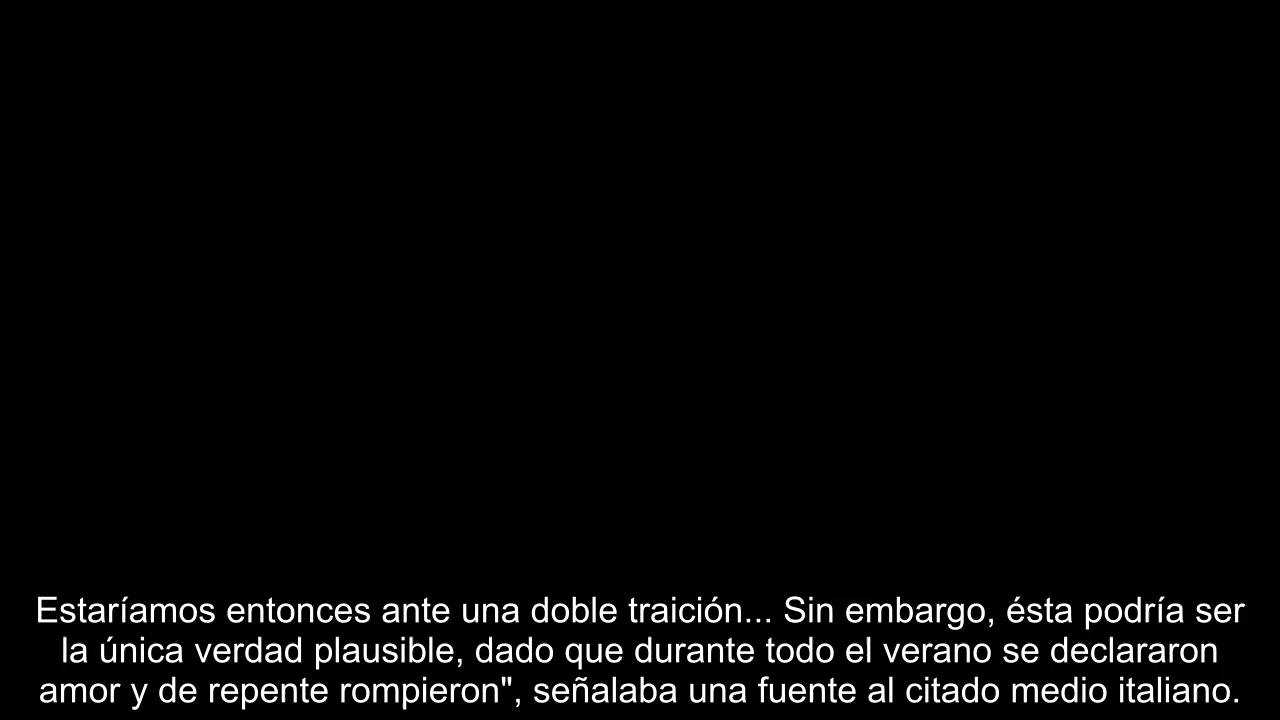 Estaríamos entonces ante una doble traición... Sin embargo, ésta podría ser
la única verdad plausible, dado que durante todo el verano se declararon
amor y de repente rompieron", señalaba una fuente al citado medio italiano.